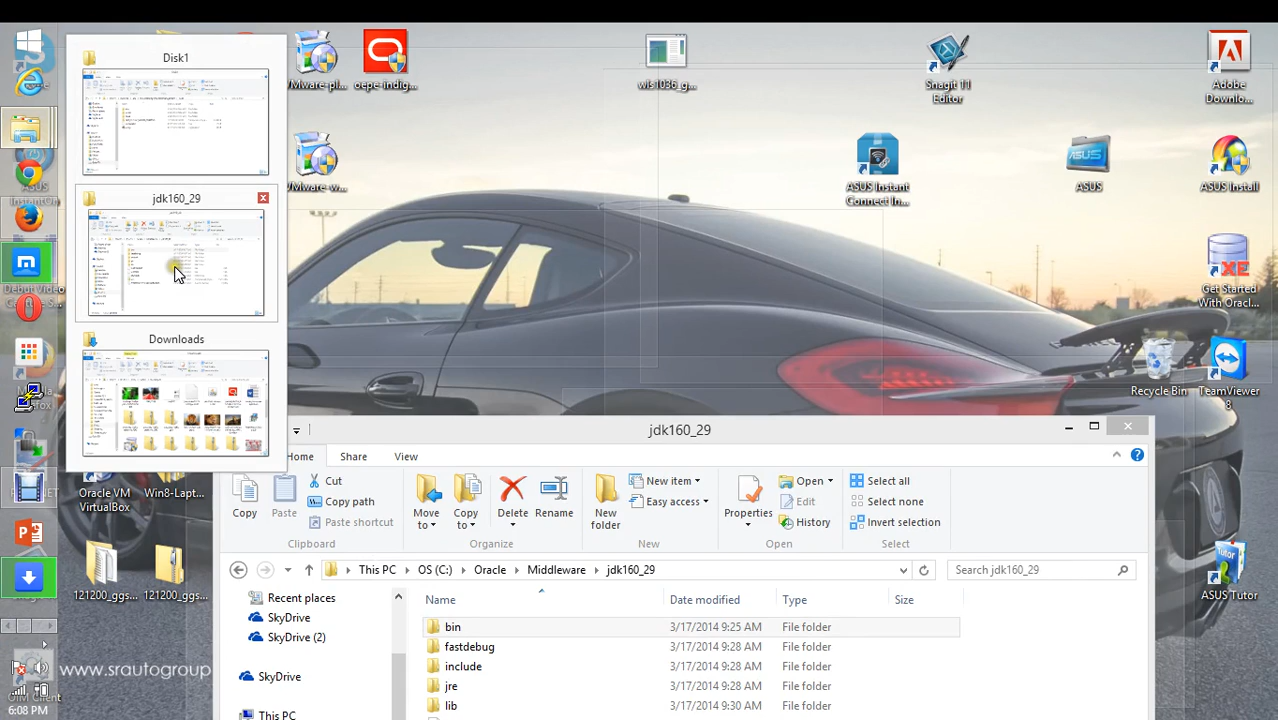 Disk1
jdk160_29
Downloads
VMware-pl...
oepe-indig...
wls1036_g...
Snagit 11
Editor
Adobe
Downlo...
ASUS
InstantOn
VMware-w...
ASUS Instant
Connect In...
ASUS
ASUS Install
Debut Video
Get Started
With Oracl...
Recycle Bin
TeamViewer
8
Oracle VM
VirtualBox
Win8-Lapt...
121200_ggs...
121200_ggs...
ASUS Tutor
jdk160_29
Home
Share
View
Copy
Paste
Cut
Copy path
Paste shortcut
Clipboard
Move
to
Copy
to
Delete
Rename
Organize
New
folder
New item
Easy access
New
Properties
Open
Edit
History
Open
Select all
Select none
Invert selection
Select
This PC
OS (C:)
Oracle
Middleware
jdk160_29
Search jdk160_29
Recent places
SkyDrive
SkyDrive (2)
SkyDrive
This PC
Name
Date modified
Type
Size
bin 3/17/2014 9:25 AM File folder
fastdebug 3/17/2014 9:28 AM File folder
include 3/17/2014 9:28 AM File folder
jre 3/17/2014 9:28 AM File folder
lib 3/17/2014 9:30 AM File folder
www.srautogroup
6:08 PM